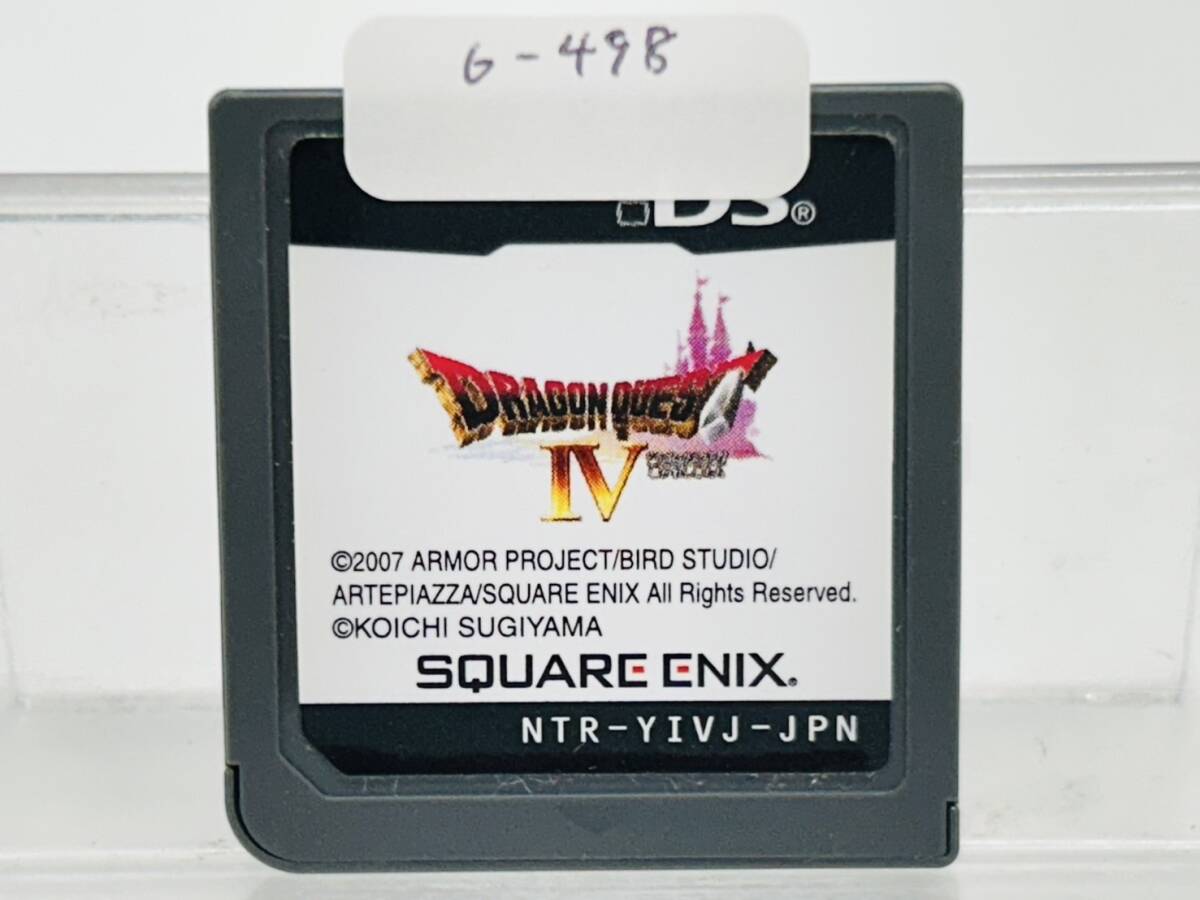 G-498
DS®
DRAGON QUEST
IV
©2007 ARMOR PROJECT/BIRD STUDIO/
ARTEPIAZZA/SQUARE ENIX All Rights Reserved.
©KOICHI SUGIYAMA
SQUARE ENIX®
NTR-YIVJ-JPN